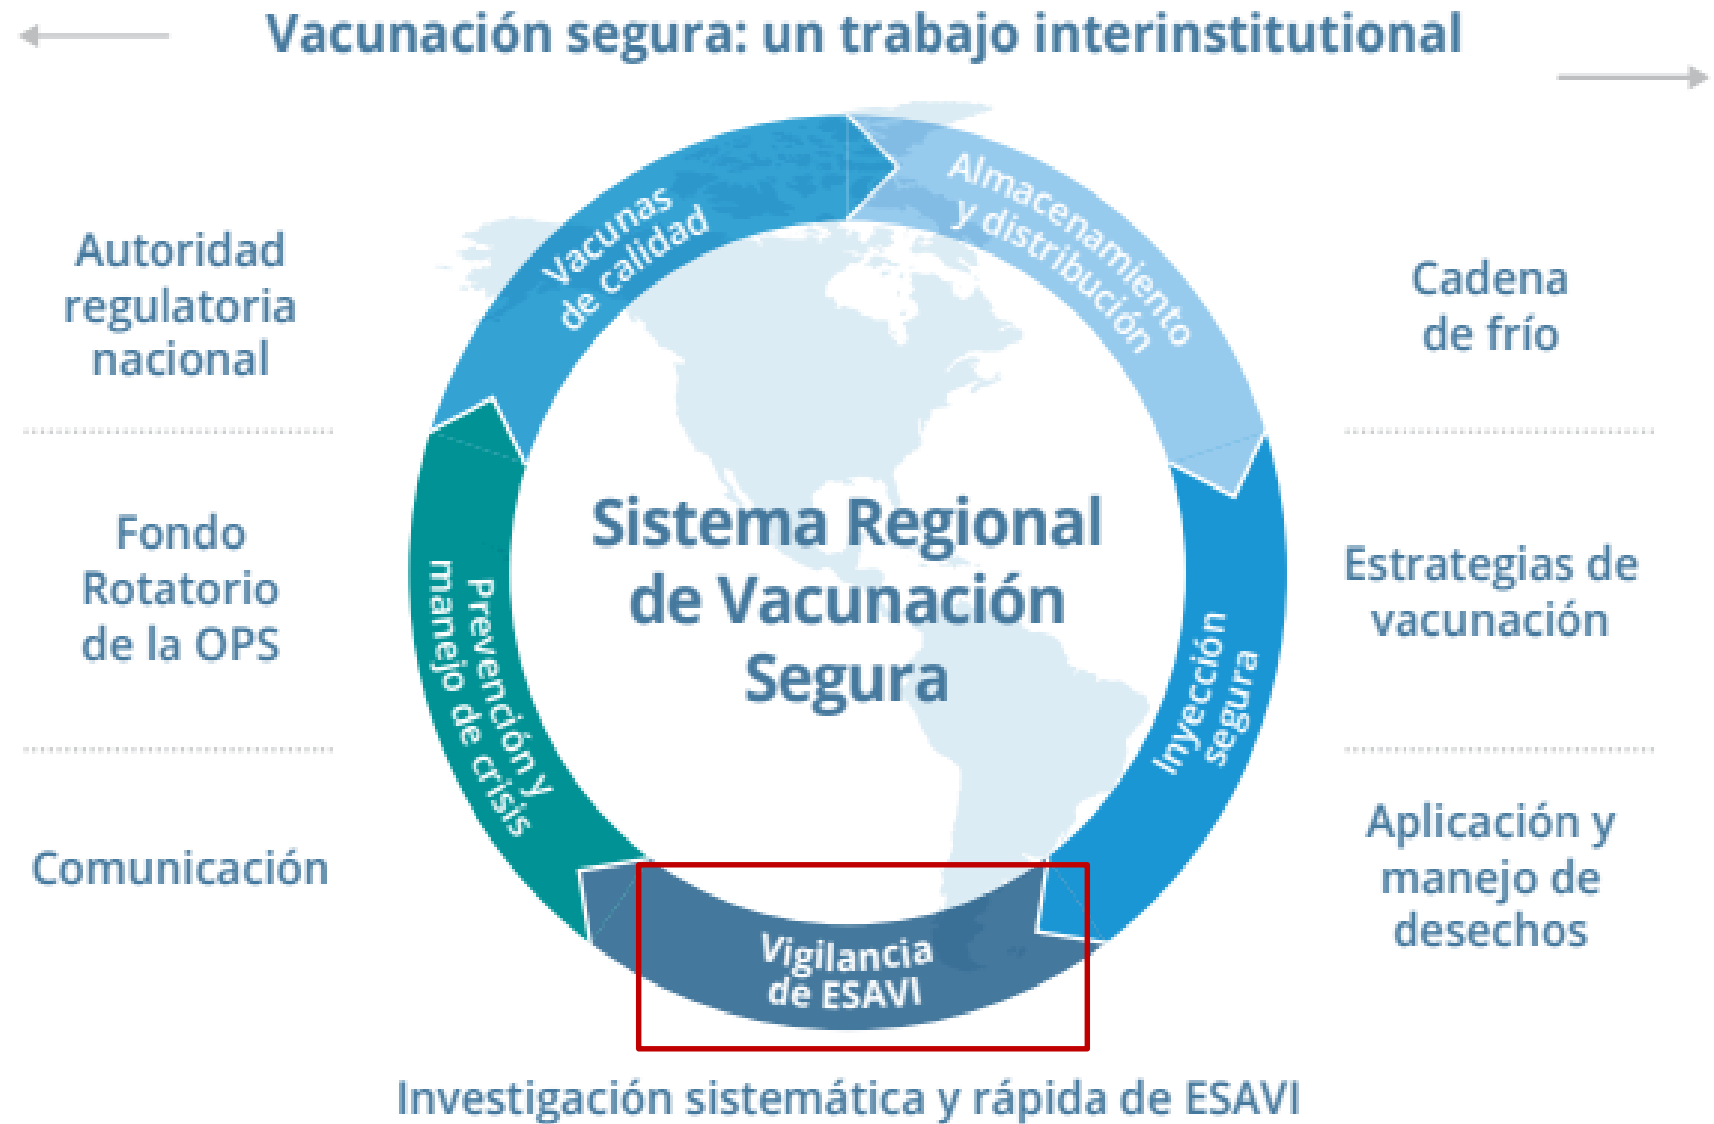 Vacunación segura: un trabajo interinstitutional
Autoridad
regulatoria
nacional
Fondo
Rotatorio
de la OPS
Comunicación
Vacunas
de calidad
Almacenamiento
y distribución
Inyección
segura
Vigilancia
de ESAVI
Prevención y
manejo de crisis
Sistema Regional
de Vacunación
Segura
Cadena
de frío
Estrategias de
vacunación
Aplicación y
manejo de
desechos
Investigación sistemática y rápida de ESAVI